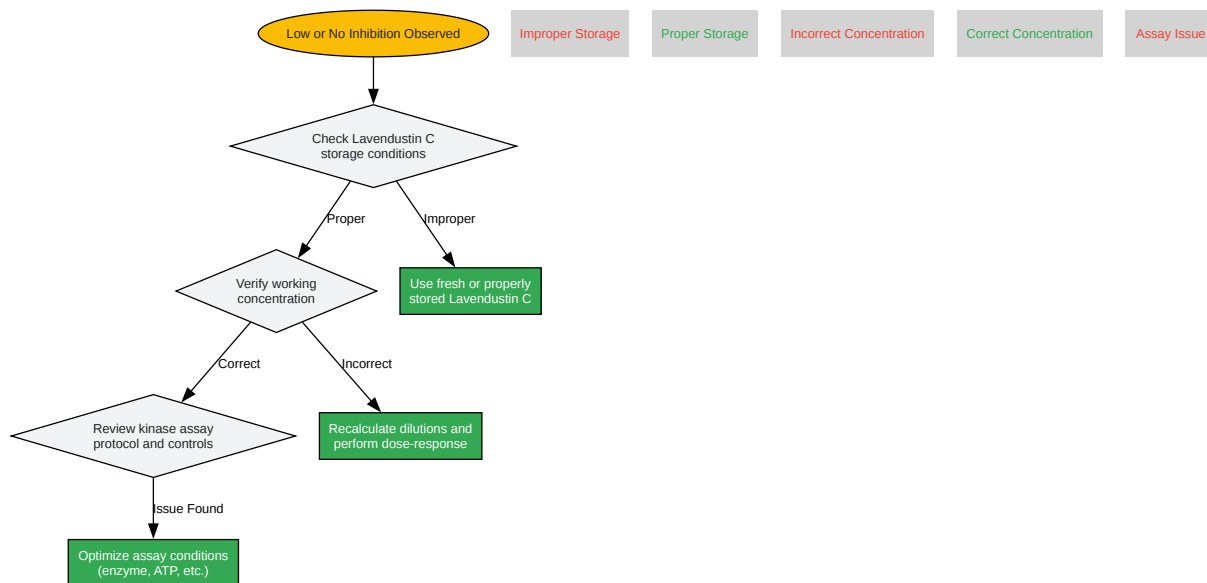 Low or No Inhibition Observed
Improper Storage
Proper Storage
Incorrect Concentration
Correct Concentration
Assay Issue
Check Lavendustin C
storage conditions
Proper
Improper
Verify working
concentration
Use fresh or properly
stored Lavendustin C
Correct
Incorrect
Review kinase assay
protocol and controls
Recalculate dilutions and
perform dose-response
Issue Found
Optimize assay conditions
(enzyme, ATP, etc.)